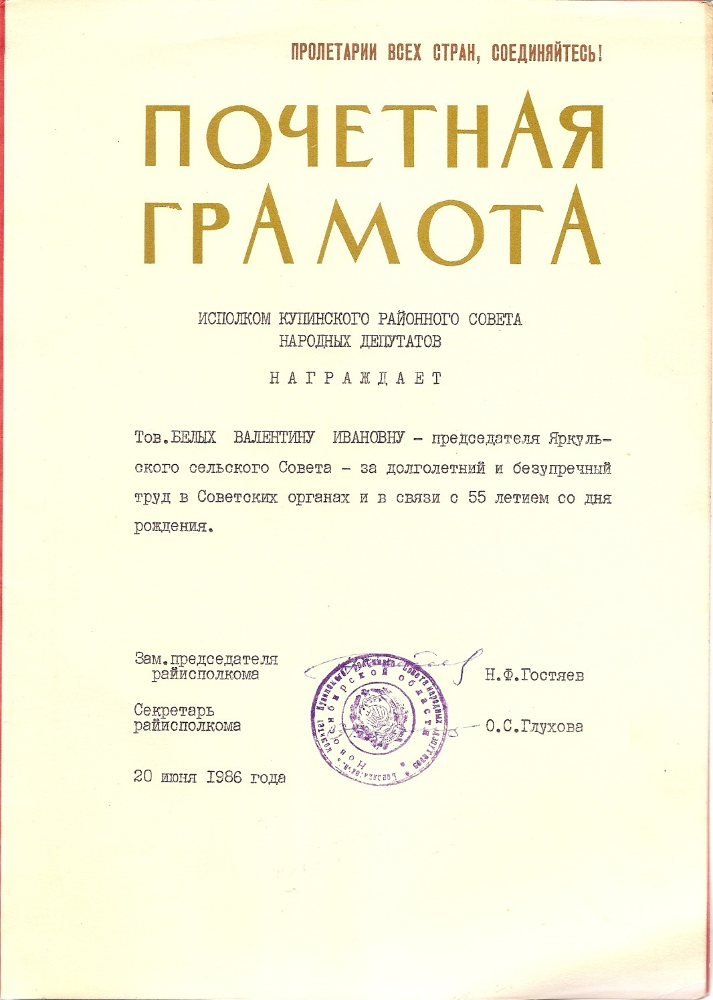 ПРОЛЕТАРИИ ВСЕХ СТРАН, СОЕДИНЯЙТЕСЬ!
ПОЧЕТНАЯ
ГРАМОТА
ИСПОЛКОМ КУПИНСКОГО РАЙОННОГО СОВЕТА
НАРОДНЫХ ДЕПУТАТОВ
Н А Г Р А Ж Д А Е Т
Тов.БЕЛЫХ ВАЛЕНТИНУ ИВАНОВНУ – председателя Яркуль-
ского сельского Совета – за долголетний и безупречный
труд в Советских органах и в связи с 55 летием со дня
рождения.
Зам.председателя
райисполкома
Н.Ф.Гостяев
Секретарь
райисполкома
О.С.Глухова
20 июня 1986 года
Новосибирской области